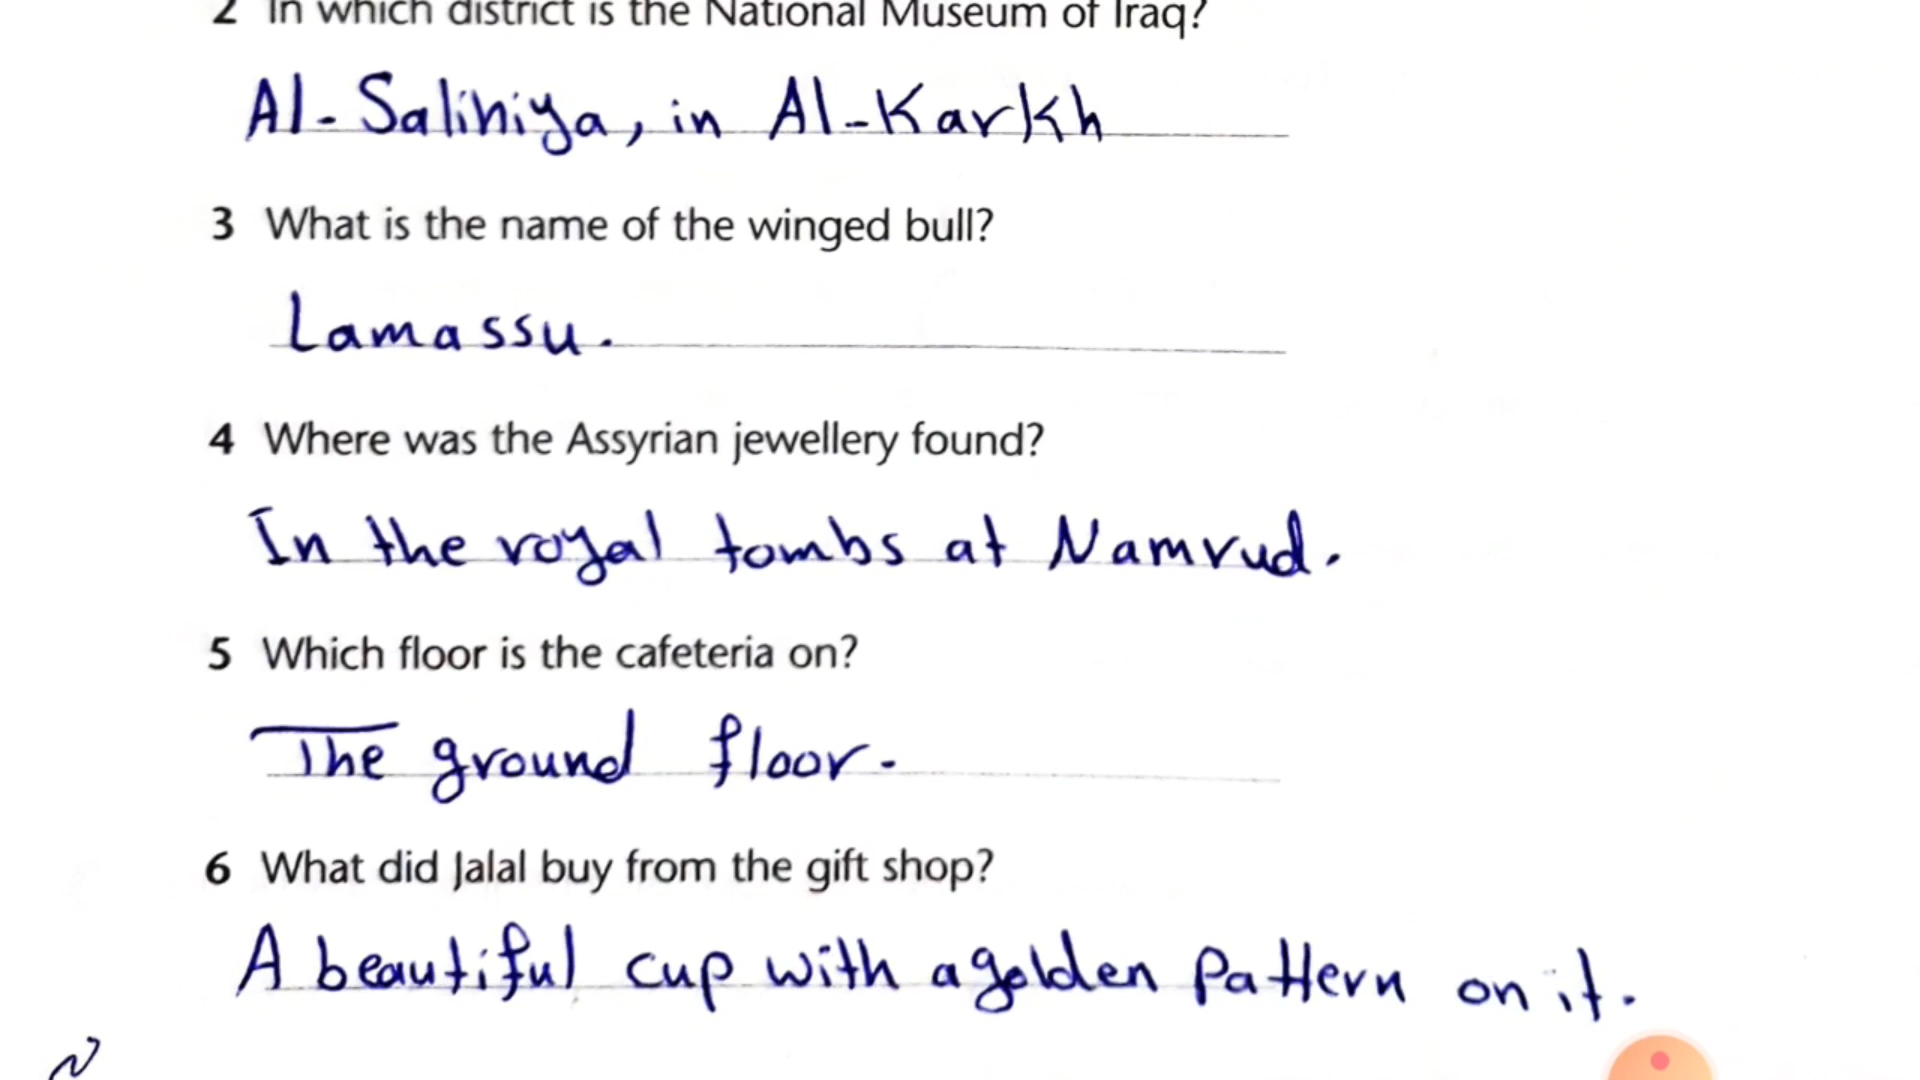 2 In which district is the National Museum of Iraq?
Al-Salihiya, in Al-Karkh
3 What is the name of the winged bull?
Lamassu.
4 Where was the Assyrian jewellery found?
In the royal tombs at Namrud.
5 Which floor is the cafeteria on?
The ground floor.
6 What did Jalal buy from the gift shop?
A beautiful cup with a golden pattern on it.